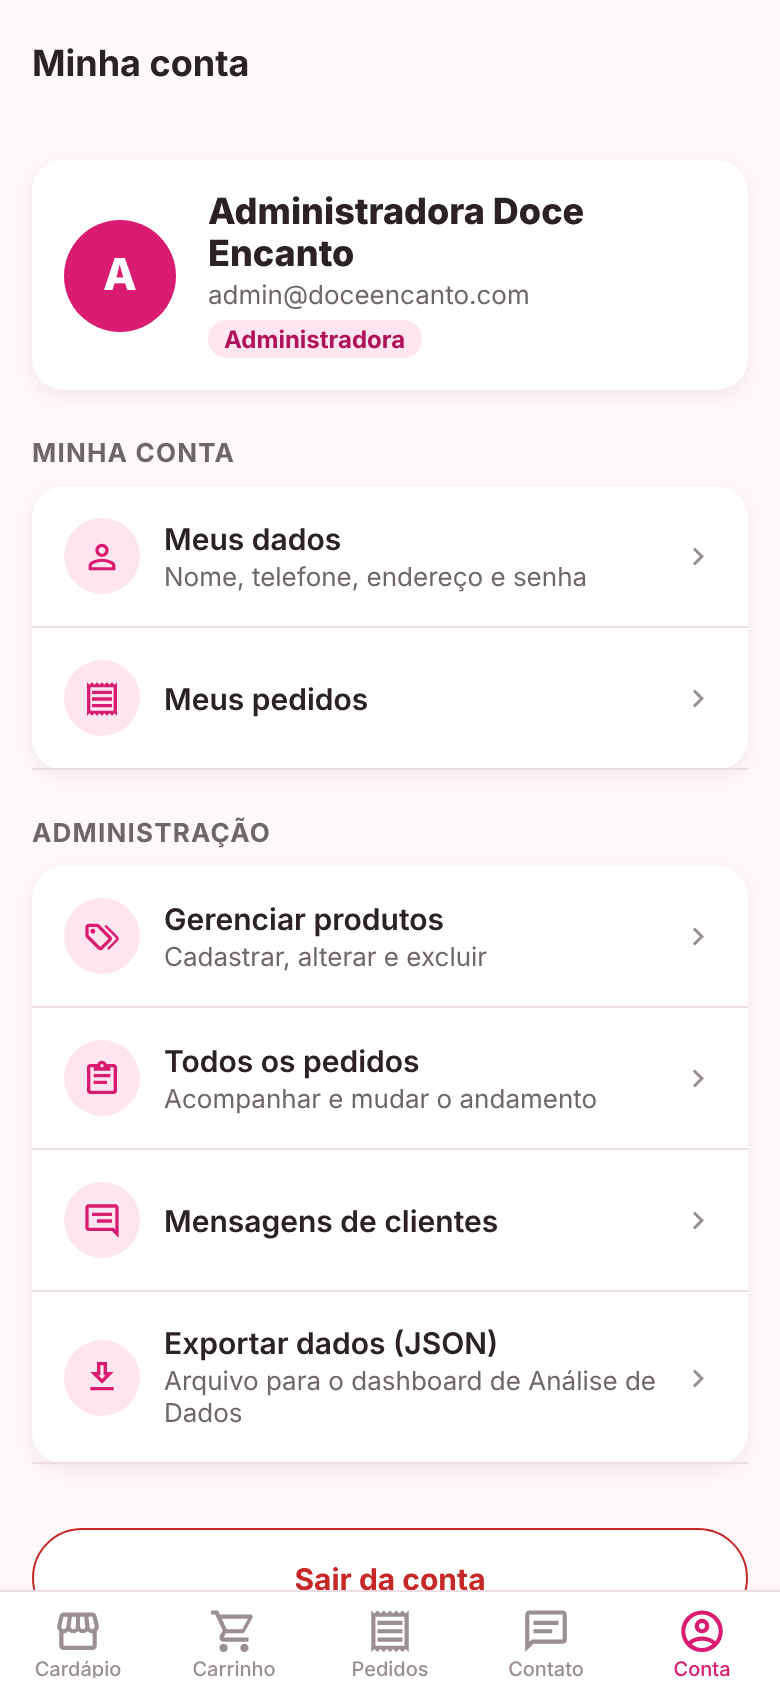 Minha conta
A
Administradora Doce
Encanto
admin@doceencanto.com
Administradora
MINHA CONTA
Meus dados
Nome, telefone, endereço e senha
Meus pedidos
ADMINISTRAÇÃO
Gerenciar produtos
Cadastrar, alterar e excluir
Todos os pedidos
Acompanhar e mudar o andamento
Mensagens de clientes
Exportar dados (JSON)
Arquivo para o dashboard de Análise de
Dados
Sair da conta
Cardápio
Carrinho
Pedidos
Contato
Conta